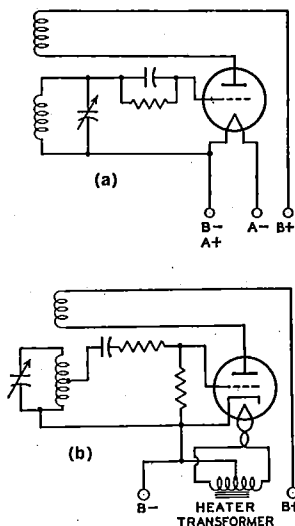 (a)
B- A- B+
A+
(b)
B- B+
HEATER
TRANSFORMER